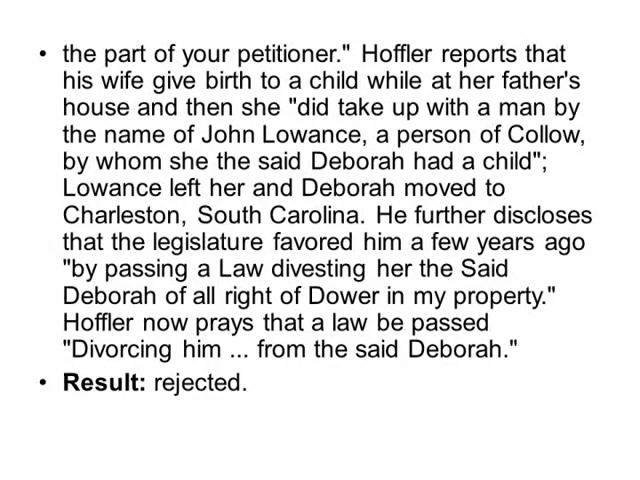 • the part of your petitioner." Hoffler reports that
his wife give birth to a child while at her father's
house and then she "did take up with a man by
the name of John Lowance, a person of Collow,
by whom she the said Deborah had a child";
Lowance left her and Deborah moved to
Charleston, South Carolina. He further discloses
that the legislature favored him a few years ago
"by passing a Law divesting her the Said
Deborah of all right of Dower in my property."
Hoffler now prays that a law be passed
"Divorcing him ... from the said Deborah."
• Result: rejected.